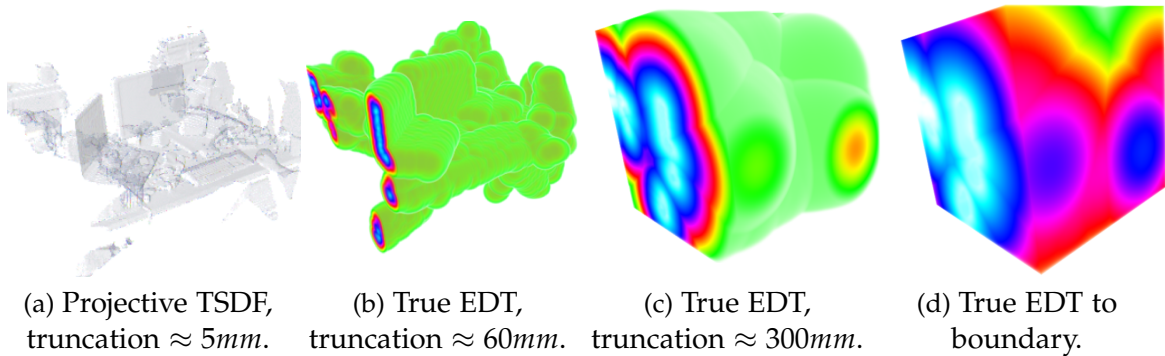 (a) Projective TSDF,
truncation ≈ 5mm.
(b) True EDT,
truncation ≈ 60mm.
(c) True EDT,
truncation ≈ 300mm.
(d) True EDT to
boundary.